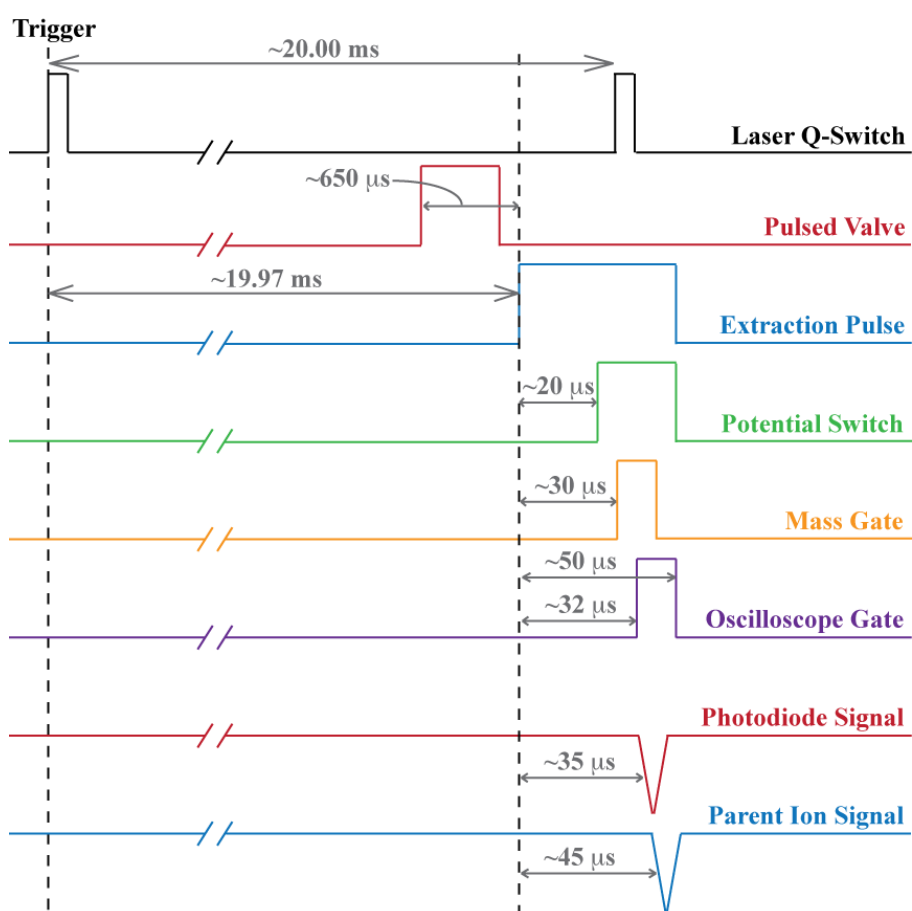 Trigger
~20.00 ms
Laser Q-Switch
~650 μs
Pulsed Valve
~19.97 ms
Extraction Pulse
~20 μs
Potential Switch
~30 μs
Mass Gate
~50 μs
~32 μs
Oscilloscope Gate
Photodiode Signal
~35 μs
Parent Ion Signal
~45 μs